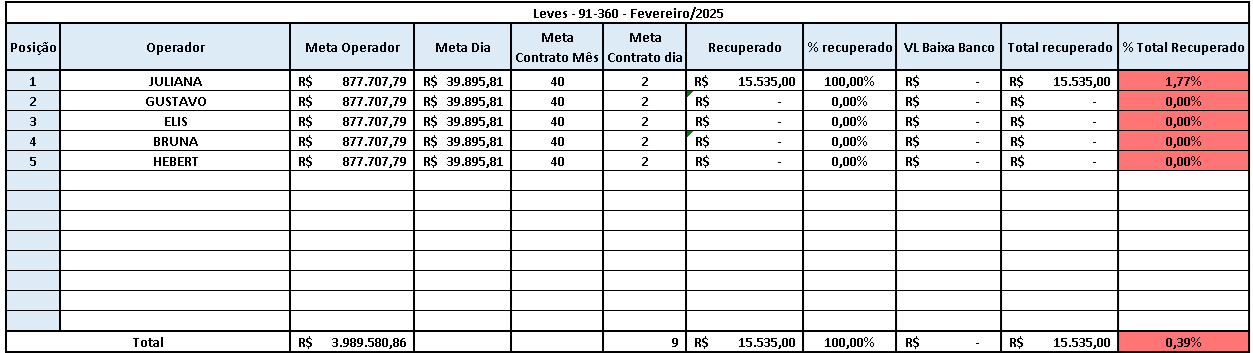 Leves - 91-360 - Fevereiro/2025
Posição Operador Meta Operador Meta Dia Meta Contrato Mês Meta Contrato dia Recuperado % recuperado VL Baixa Banco Total recuperado % Total Recuperado
1 JULIANA R$ 877.707,79 R$ 39.895,81 40 2 R$ 15.535,00 100,00% R$ - R$ 15.535,00 1,77%
2 GUSTAVO R$ 877.707,79 R$ 39.895,81 40 2 R$ - 0,00% R$ - R$ - 0,00%
3 ELIS R$ 877.707,79 R$ 39.895,81 40 2 R$ - 0,00% R$ - R$ - 0,00%
4 BRUNA R$ 877.707,79 R$ 39.895,81 40 2 R$ - 0,00% R$ - R$ - 0,00%
5 HEBERT R$ 877.707,79 R$ 39.895,81 40 2 R$ - 0,00% R$ - R$ - 0,00%
Total R$ 3.989.580,86 9 R$ 15.535,00 100,00% R$ - R$ 15.535,00 0,39%